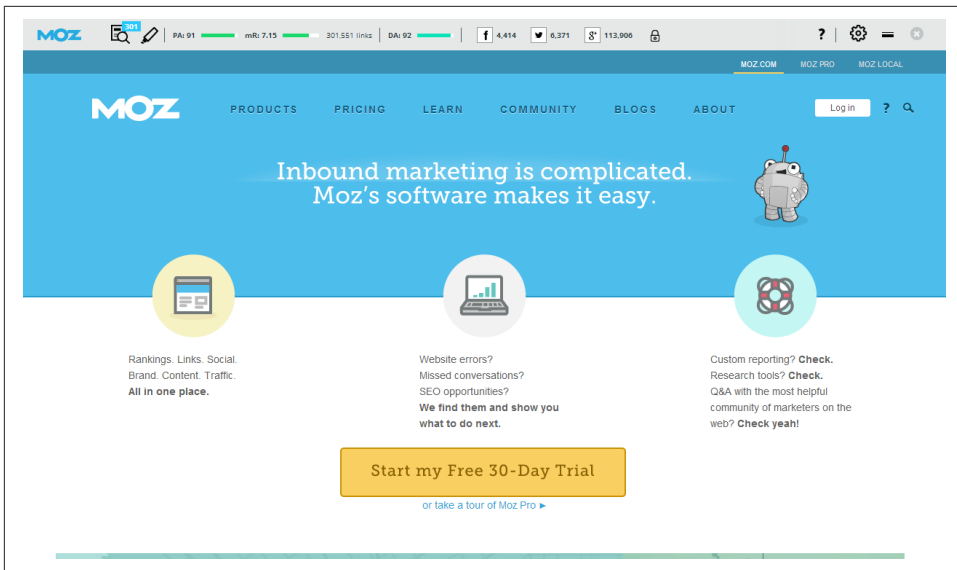 MOZ 301 PA: 91 mR: 7.15 301,551 links DA: 92 f 4,414 6,371 g+ 113,906 ?
MOZ.COM MOZ PRO MOZ LOCAL
MOZ PRODUCTS PRICING LEARN COMMUNITY BLOGS ABOUT Log in ?
Inbound marketing is complicated.
Moz's software makes it easy.
Rankings. Links. Social.
Brand. Content. Traffic.
All in one place.
Website errors?
Missed conversations?
SEO opportunities?
We find them and show you
what to do next.
Custom reporting? Check.
Research tools? Check.
Q&A with the most helpful
community of marketers on the
web? Check yeah!
Start my Free 30-Day Trial
or take a tour of Moz Pro ►